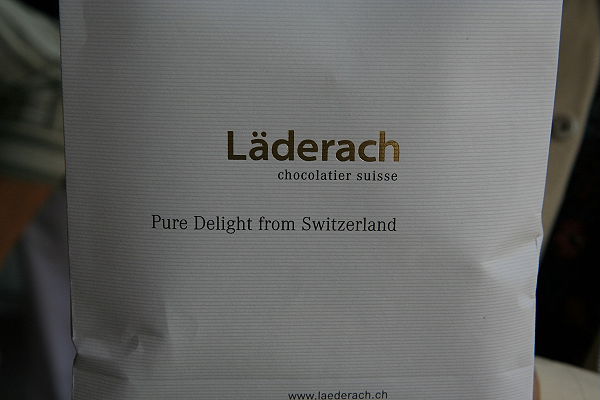 Läderach
chocolatier suisse
Pure Delight from Switzerland
www.laederach.ch